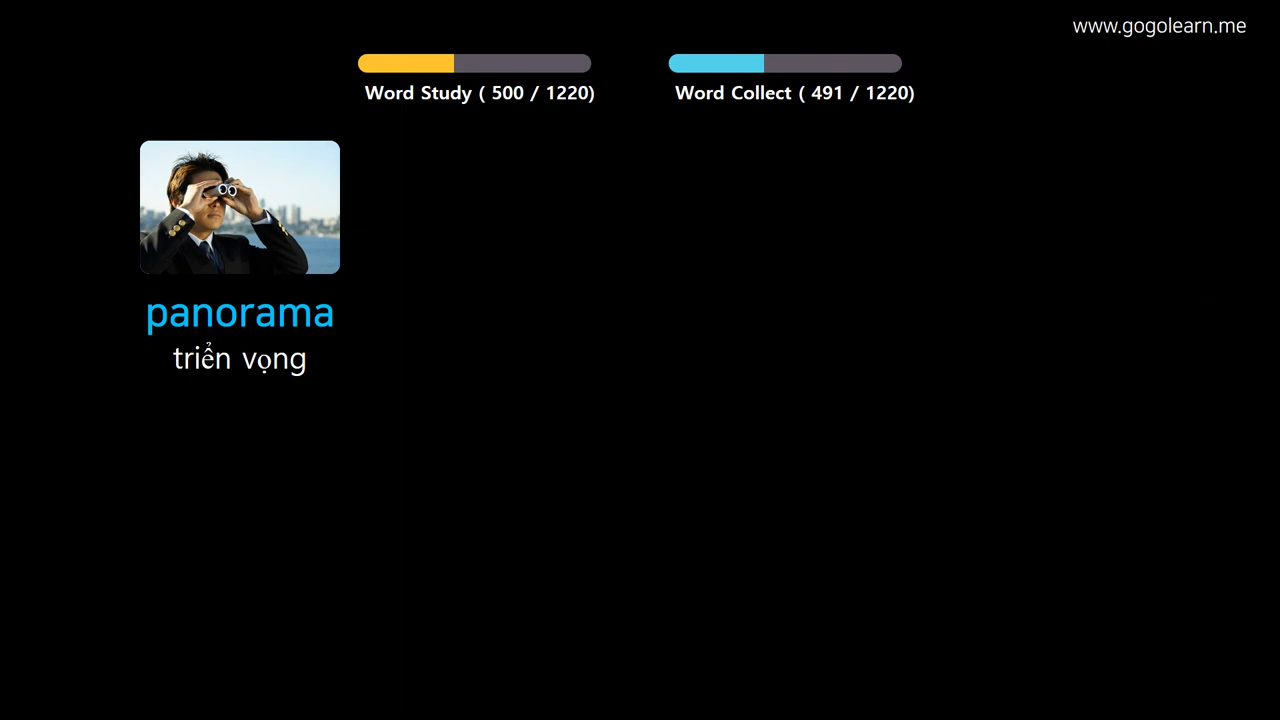 www.gogolearn.me
Word Study ( 500 / 1220)
Word Collect ( 491 / 1220)
panorama
triển vọng